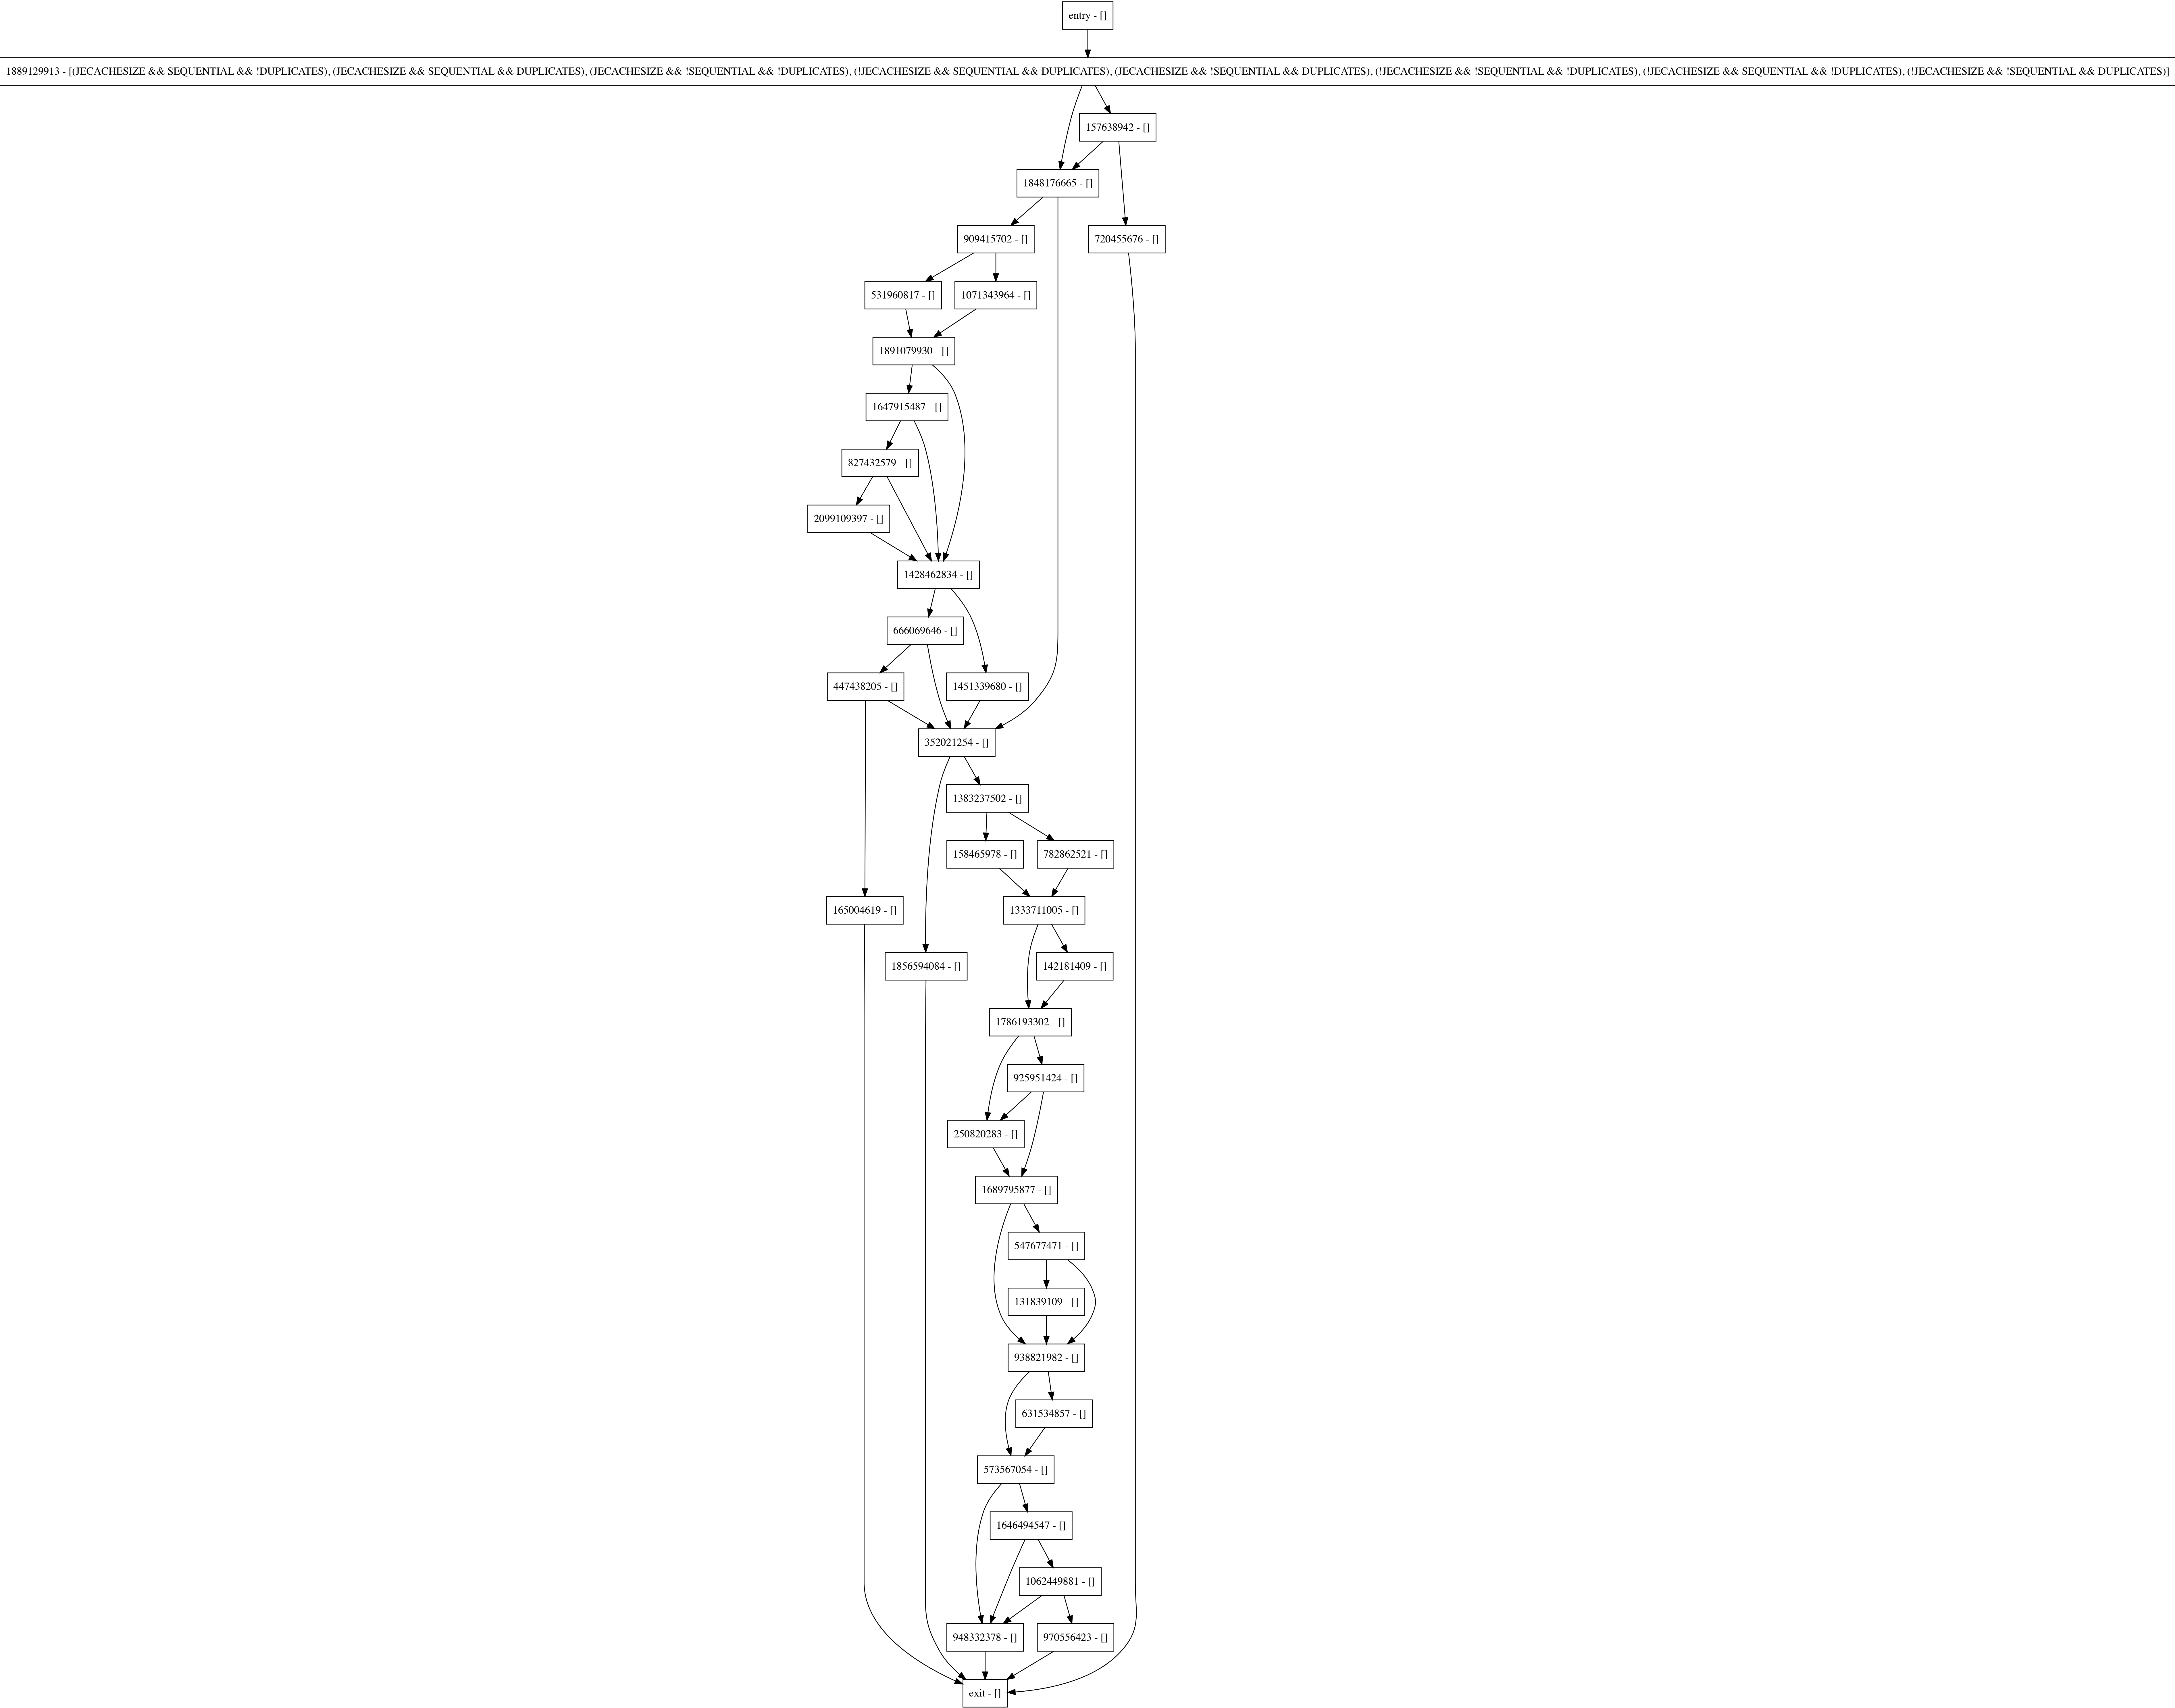 entry - []
1889129913 - [(JECACHESIZE && SEQUENTIAL && !DUPLICATES), (JECACHESIZE && SEQUENTIAL && DUPLICATES), (JECACHESIZE && !SEQUENTIAL && !DUPLICATES), (!JECACHESIZE && SEQUENTIAL && DUPLICATES), (JECACHESIZE && !SEQUENTIAL && DUPLICATES), (!JECACHESIZE && !SEQUENTIAL && !DUPLICATES), (!JECACHESIZE && SEQUENTIAL && !DUPLICATES), (!JECACHESIZE && !SEQUENTIAL && DUPLICATES)]
157638942 - []
1848176665 - []
909415702 - []
720455676 - []
531960817 - []
1071343964 - []
1891079930 - []
1647915487 - []
827432579 - []
2099109397 - []
1428462834 - []
666069646 - []
447438205 - []
1451339680 - []
352021254 - []
1383237502 - []
158465978 - []
782862521 - []
165004619 - []
1333711005 - []
1856594084 - []
142181409 - []
1786193302 - []
925951424 - []
250820283 - []
1689795877 - []
547677471 - []
131839109 - []
938821982 - []
631534857 - []
573567054 - []
1646494547 - []
1062449881 - []
948332378 - []
970556423 - []
exit - []